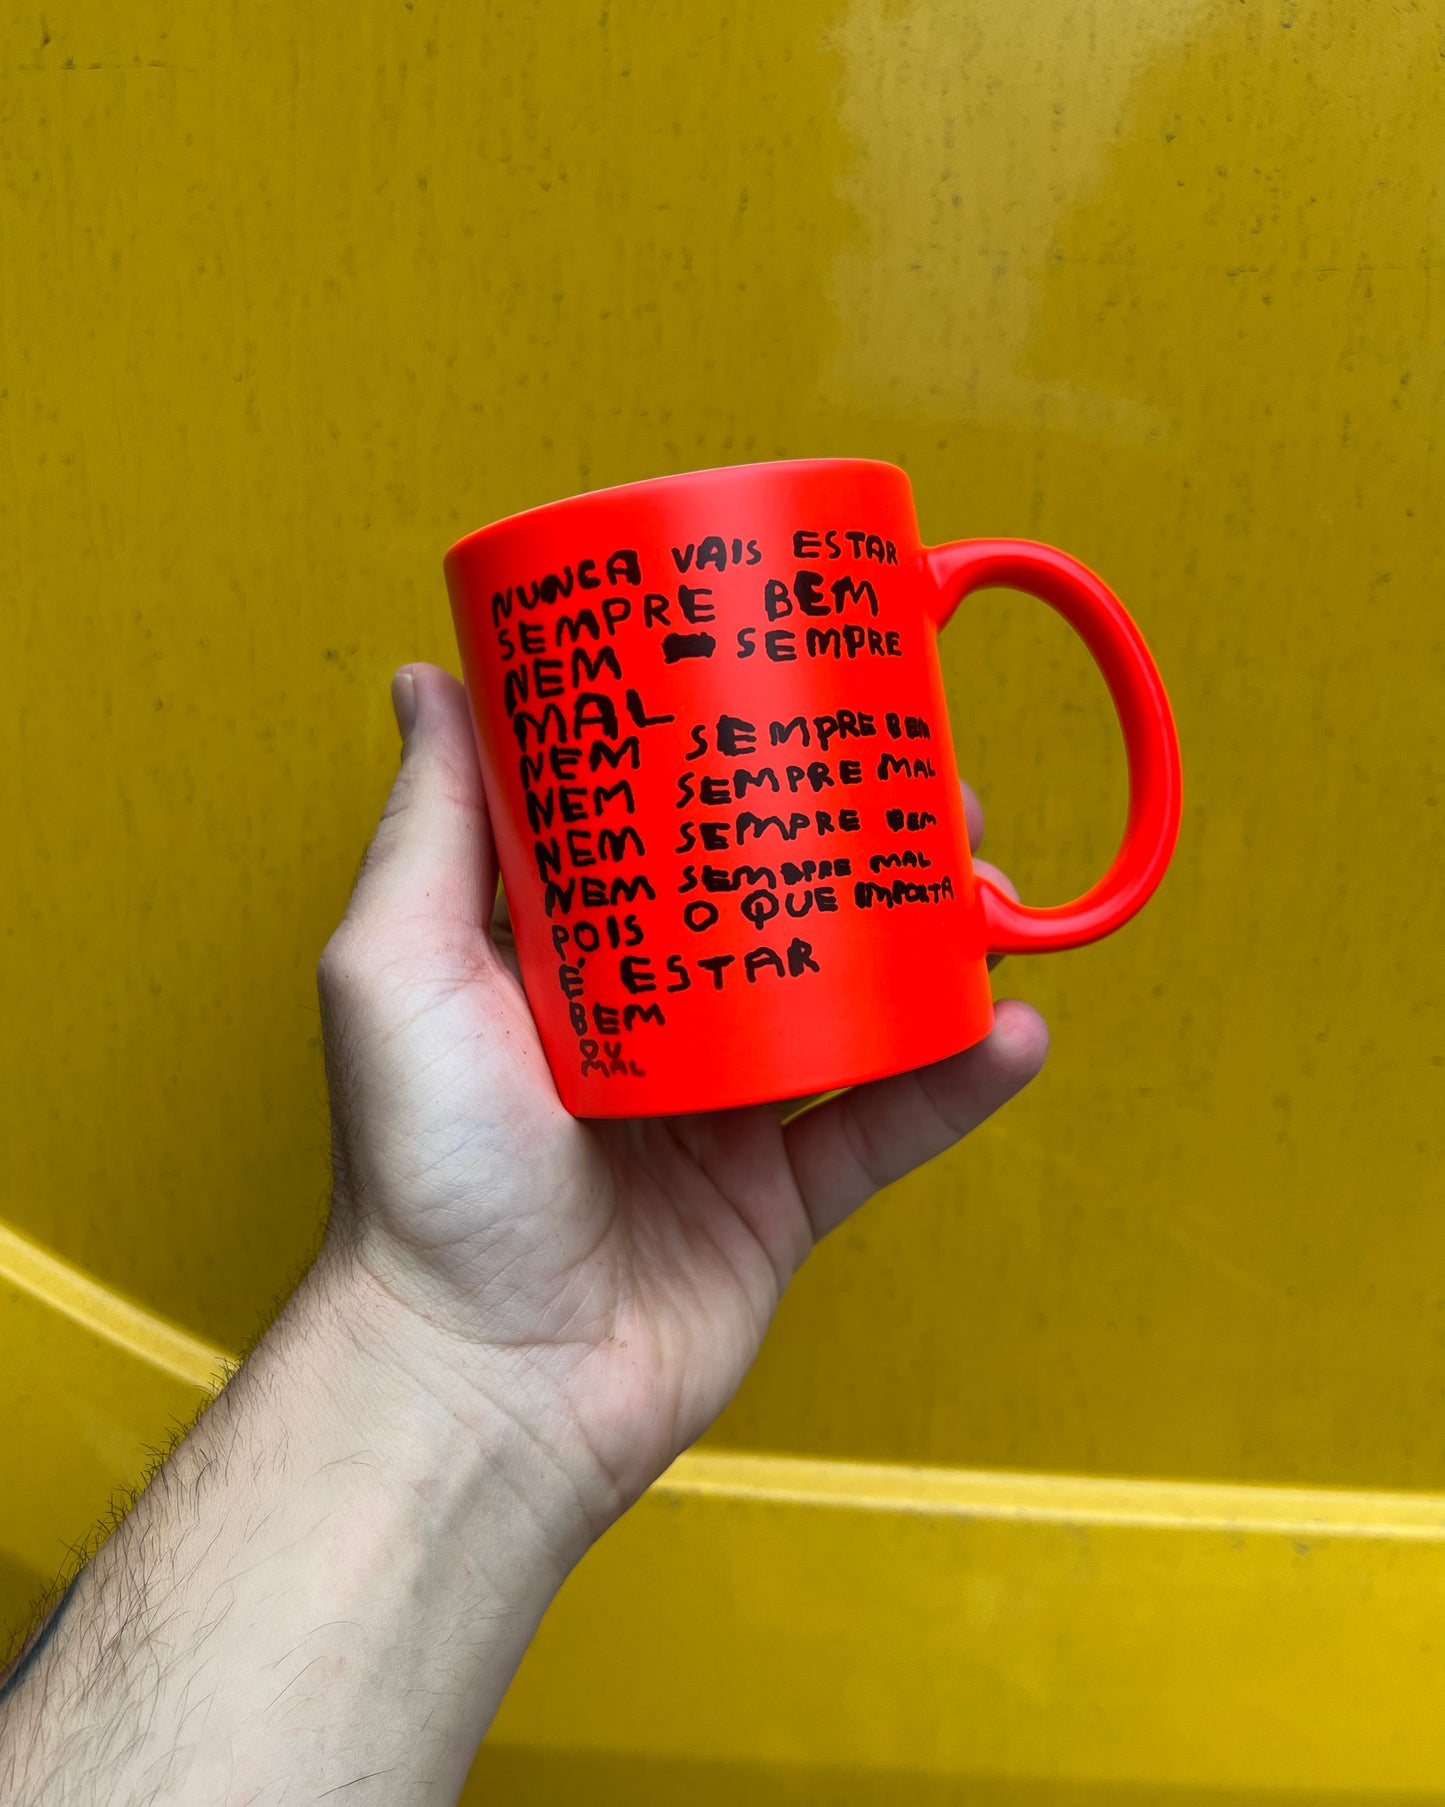 NUNCA VAIS ESTAR
SEMPRE BEM
NEM SEMPRE
MAL
NEM SEMPRE BEM
NEM SEMPRE MAL
NEM SEMPRE BEM
NEM SEMPRE MAL
POIS O QUE IMPORTA
É ESTAR
BEM
OU
MAL